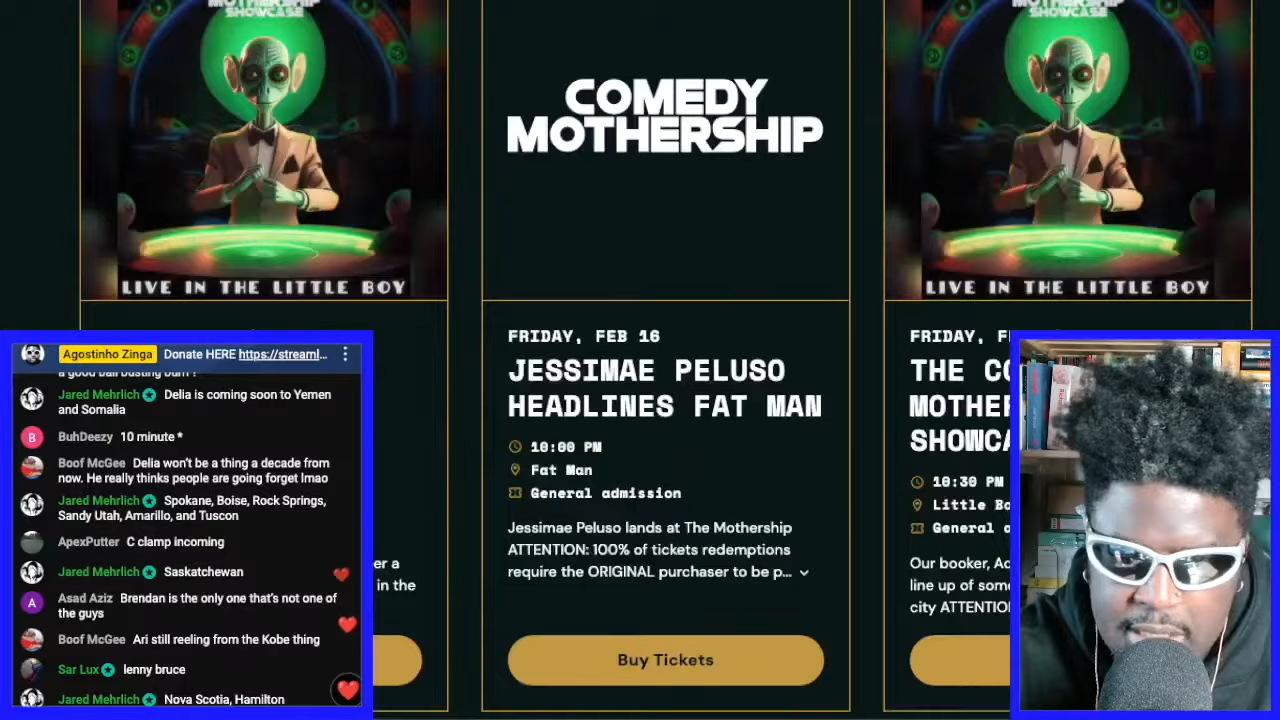 MOTHERSHIP
SHOWCASE
LIVE IN THE LITTLE BOY
COMEDY
MOTHERSHIP
FRIDAY, FEB 16
JESSIMAE PELUSO
HEADLINES FAT MAN
10:00 PM
Fat Man
General admission
Jessimae Peluso lands at The Mothership
ATTENTION: 100% of tickets redemptions
require the ORIGINAL purchaser to be p...
Buy Tickets
MOTHERSHIP
SHOWCASE
LIVE IN THE LITTLE BOY
FRIDAY, F
THE CO
MOTHER
SHOWCA
10:30 PM
Little Bo
General a
Our booker, Ad
line up of some
city ATTENTIO
er a
in the
Agostinho Zinga Donate HERE https://streaml...
a good ball busting burn ?
Jared Mehrlich Delia is coming soon to Yemen
and Somalia
B BuhDeezy 10 minute *
Boof McGee Delia won't be a thing a decade from
now. He really thinks people are going forget lmao
Jared Mehrlich Spokane, Boise, Rock Springs,
Sandy Utah, Amarillo, and Tuscon
ApexPutter C clamp incoming
Jared Mehrlich Saskatchewan
A Asad Aziz Brendan is the only one that's not one of
the guys
Boof McGee Ari still reeling from the Kobe thing
Sar Lux lenny bruce
Jared Mehrlich Nova Scotia, Hamilton